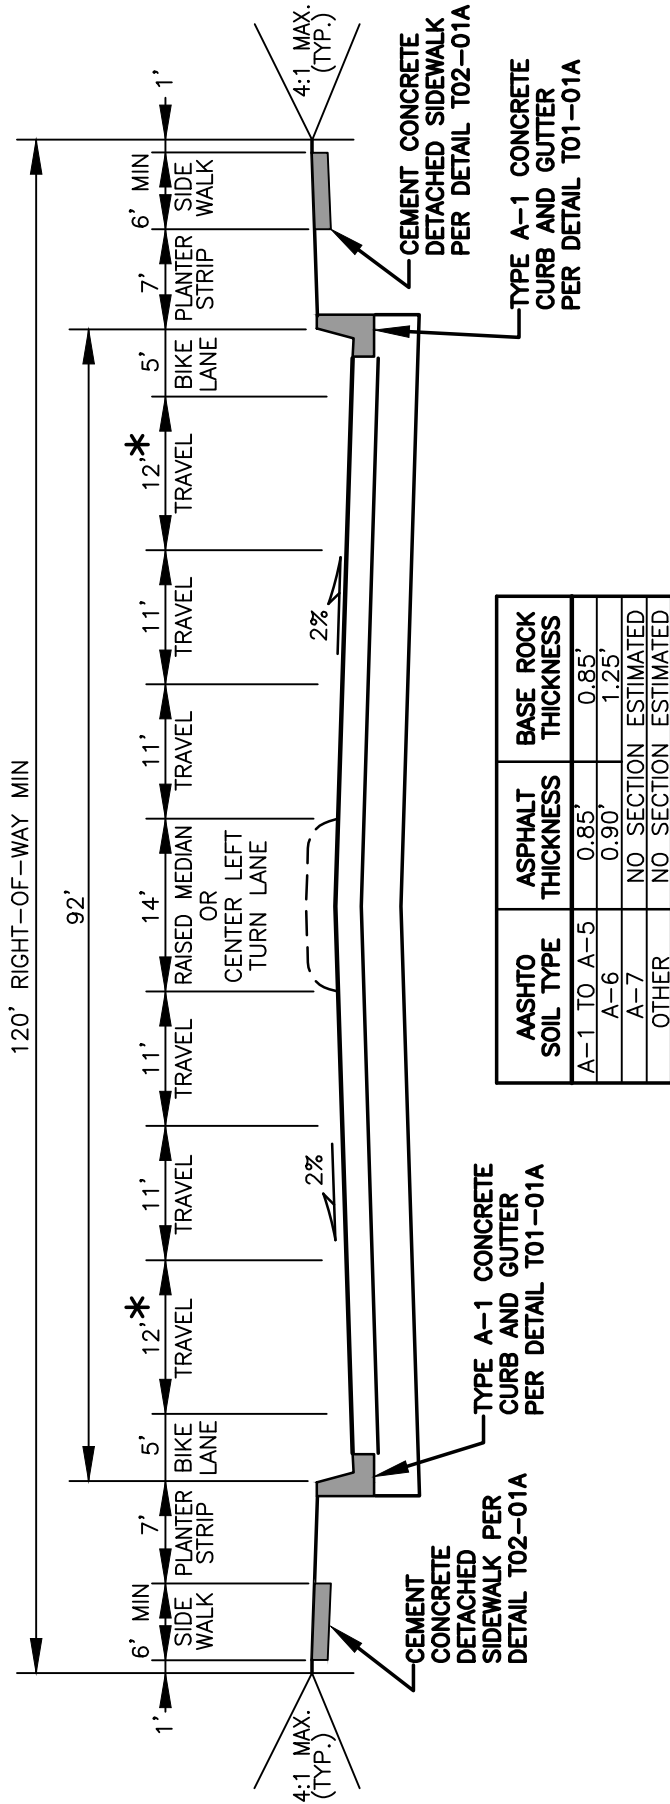 120' RIGHT-OF-WAY MIN
92'
1'
6' MIN
7'
5'
12'*
11'
11'
14'
11'
11'
12'*
5'
7'
6' MIN
1'
SIDE
WALK
PLANTER
STRIP
BIKE
LANE
TRAVEL
TRAVEL
TRAVEL
RAISED MEDIAN
OR
CENTER LEFT
TURN LANE
TRAVEL
TRAVEL
TRAVEL
BIKE
LANE
PLANTER
STRIP
SIDE
WALK
4:1 MAX.
(TYP.)
2%
2%
4:1 MAX.
(TYP.)
CEMENT
CONCRETE
DETACHED
SIDEWALK PER
DETAIL T02-01A
TYPE A-1 CONCRETE
CURB AND GUTTER
PER DETAIL T01-01A
CEMENT CONCRETE
DETACHED SIDEWALK
PER DETAIL T02-01A
TYPE A-1 CONCRETE
CURB AND GUTTER
PER DETAIL T01-01A
AASHTO
SOIL TYPE
ASPHALT
THICKNESS
BASE ROCK
THICKNESS
A-1 TO A-5 0.85' 0.85'
A-6 0.90' 1.25'
A-7 NO SECTION ESTIMATED
OTHER NO SECTION ESTIMATED